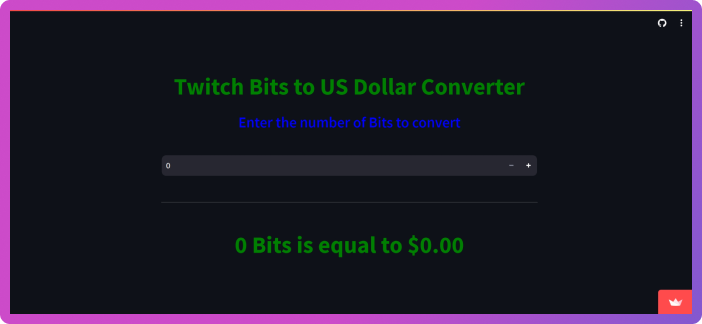 Twitch Bits to US Dollar Converter
Enter the number of Bits to convert
0
0 Bits is equal to $0.00